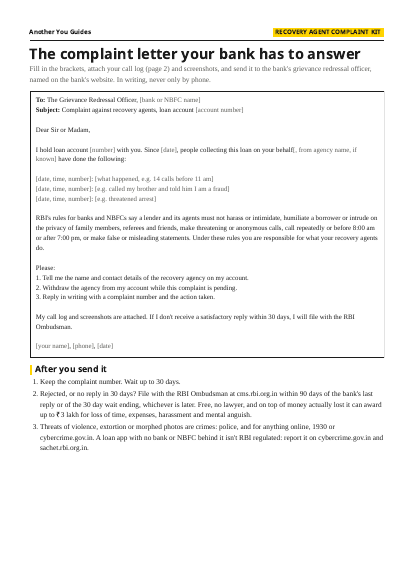 Another You Guides
RECOVERY AGENT COMPLAINT KIT
The complaint letter your bank has to answer
Fill in the brackets, attach your call log (page 2) and screenshots, and send it to the bank's grievance redressal officer,
named on the bank's website. In writing, never only by phone.
To: The Grievance Redressal Officer, [bank or NBFC name]
Subject: Complaint against recovery agents, loan account [account number]
Dear Sir or Madam,
I hold loan account [number] with you. Since [date], people collecting this loan on your behalf[, from agency name, if
known] have done the following:
[date, time, number]: [what happened, e.g. 14 calls before 11 am]
[date, time, number]: [e.g. called my brother and told him I am a fraud]
[date, time, number]: [e.g. threatened arrest]
RBI's rules for banks and NBFCs say a lender and its agents must not harass or intimidate, humiliate a borrower or intrude on
the privacy of family members, referees and friends, make threatening or anonymous calls, call repeatedly or before 8:00 am
or after 7:00 pm, or make false or misleading statements. Under these rules you are responsible for what your recovery agents
do.
Please:
1. Tell me the name and contact details of the recovery agency on my account.
2. Withdraw the agency from my account while this complaint is pending.
3. Reply in writing with a complaint number and the action taken.
My call log and screenshots are attached. If I don't receive a satisfactory reply within 30 days, I will file with the RBI
Ombudsman.
[your name], [phone], [date]
After you send it
1. Keep the complaint number. Wait up to 30 days.
2. Rejected, or no reply in 30 days? File with the RBI Ombudsman at cms.rbi.org.in within 90 days of the bank's last
reply or of the 30 day wait ending, whichever is later. Free, no lawyer, and on top of money actually lost it can award
up to ₹3 lakh for loss of time, expenses, harassment and mental anguish.
3. Threats of violence, extortion or morphed photos are crimes: police, and for anything online, 1930 or
cybercrime.gov.in. A loan app with no bank or NBFC behind it isn't RBI regulated: report it on cybercrime.gov.in and
sachet.rbi.org.in.